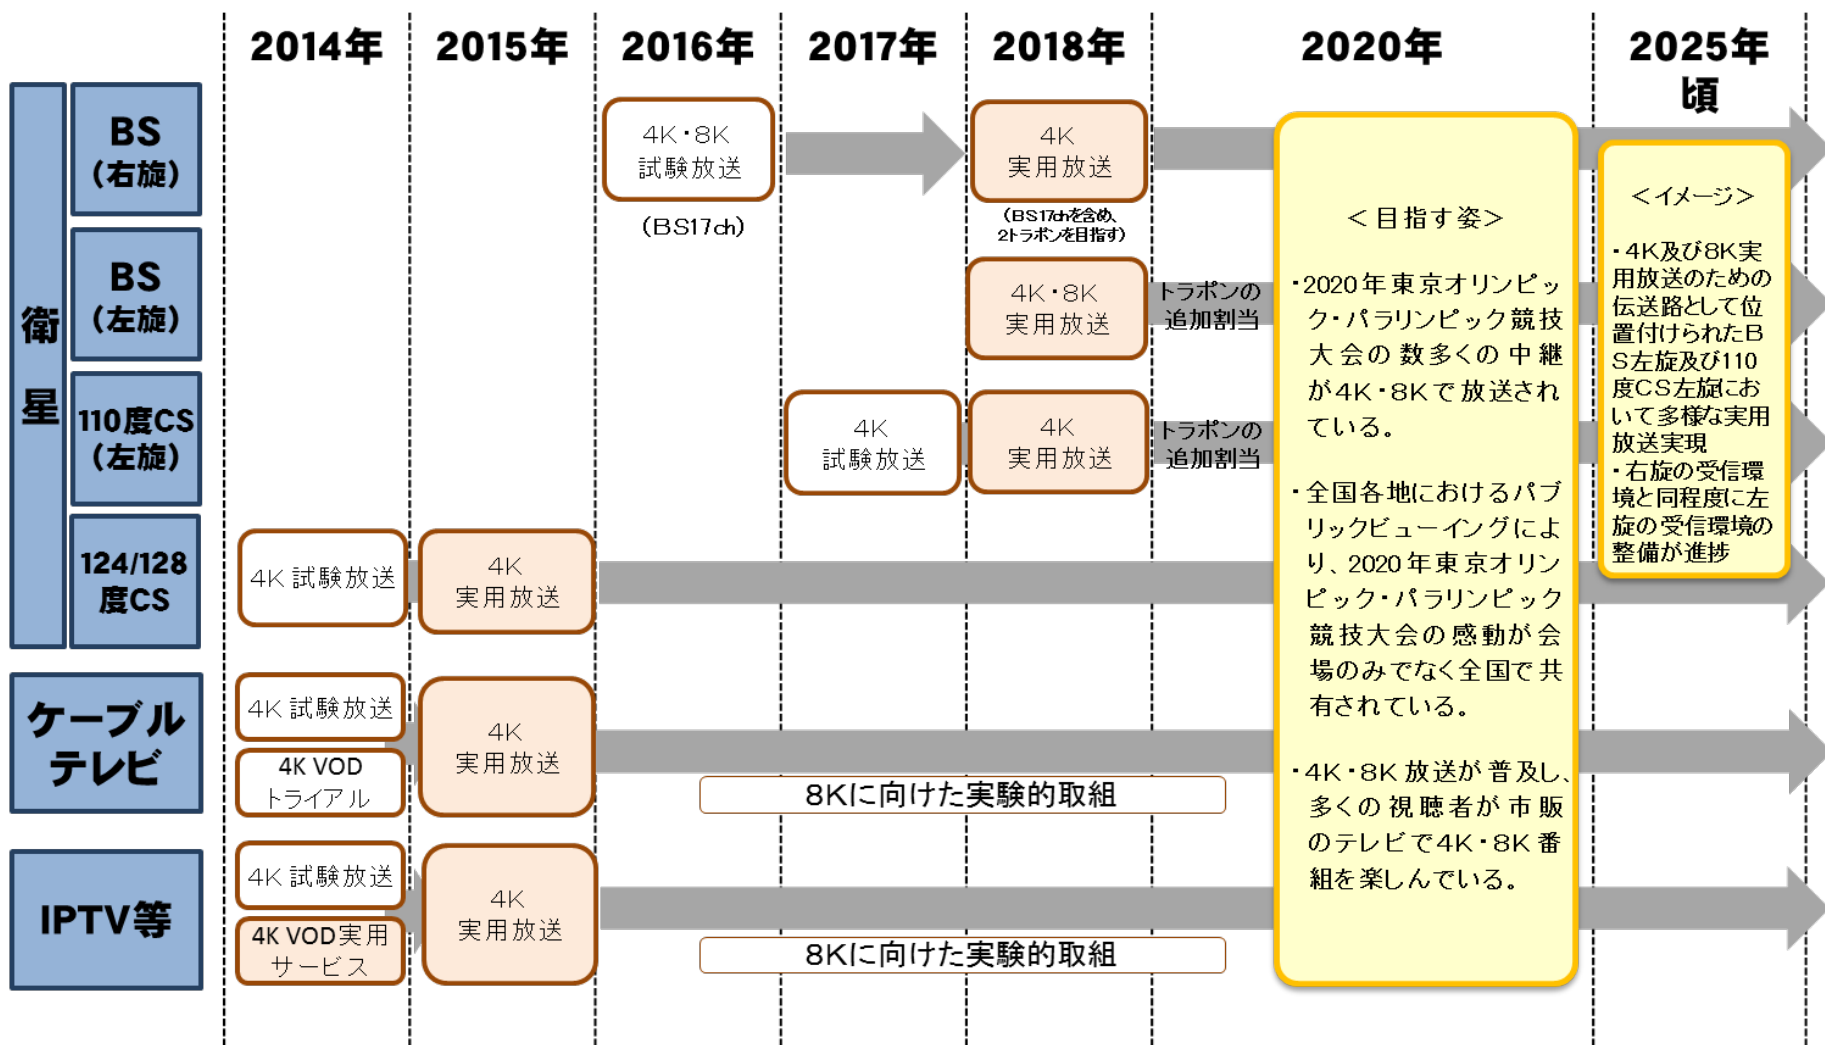 2014年
2015年
2016年
2017年
2018年
2020年
2025年
頃
衛星
BS
(右旋)
4K・8K
試験放送
(BS17ch)
4K
実用放送
(BS17chを含め、
2トラポンを目指す)
BS
(左旋)
4K・8K
実用放送
トラポンの
追加割当
110度CS
(左旋)
4K
試験放送
4K
実用放送
トラポンの
追加割当
124/128
度CS
4K 試験放送
4K
実用放送
ケーブル
テレビ
4K 試験放送
4K VOD
トライアル
4K
実用放送
8Kに向けた実験的取組
IPTV等
4K 試験放送
4K VOD実用
サービス
4K
実用放送
8Kに向けた実験的取組
＜目指す姿＞
・2020年東京オリンピッ
ク・パラリンピック競技
大会の数多くの中継
が4K・8Kで放送され
ている。
・全国各地におけるパブ
リックビューイングによ
り、2020年東京オリン
ピック・パラリンピック
競技大会の感動が会
場のみでなく全国で共
有されている。
・4K・8K放送が普及し、
多くの視聴者が市販
のテレビで4K・8K番
組を楽しんでいる。
＜イメージ＞
・4K及び8K実
用放送のための
伝送路として位
置付けられたB
S左旋及び110
度CS左旋にお
いて多様な実用
放送実現
・右旋の受信環
境と同程度に左
旋の受信環境の
整備が進捗